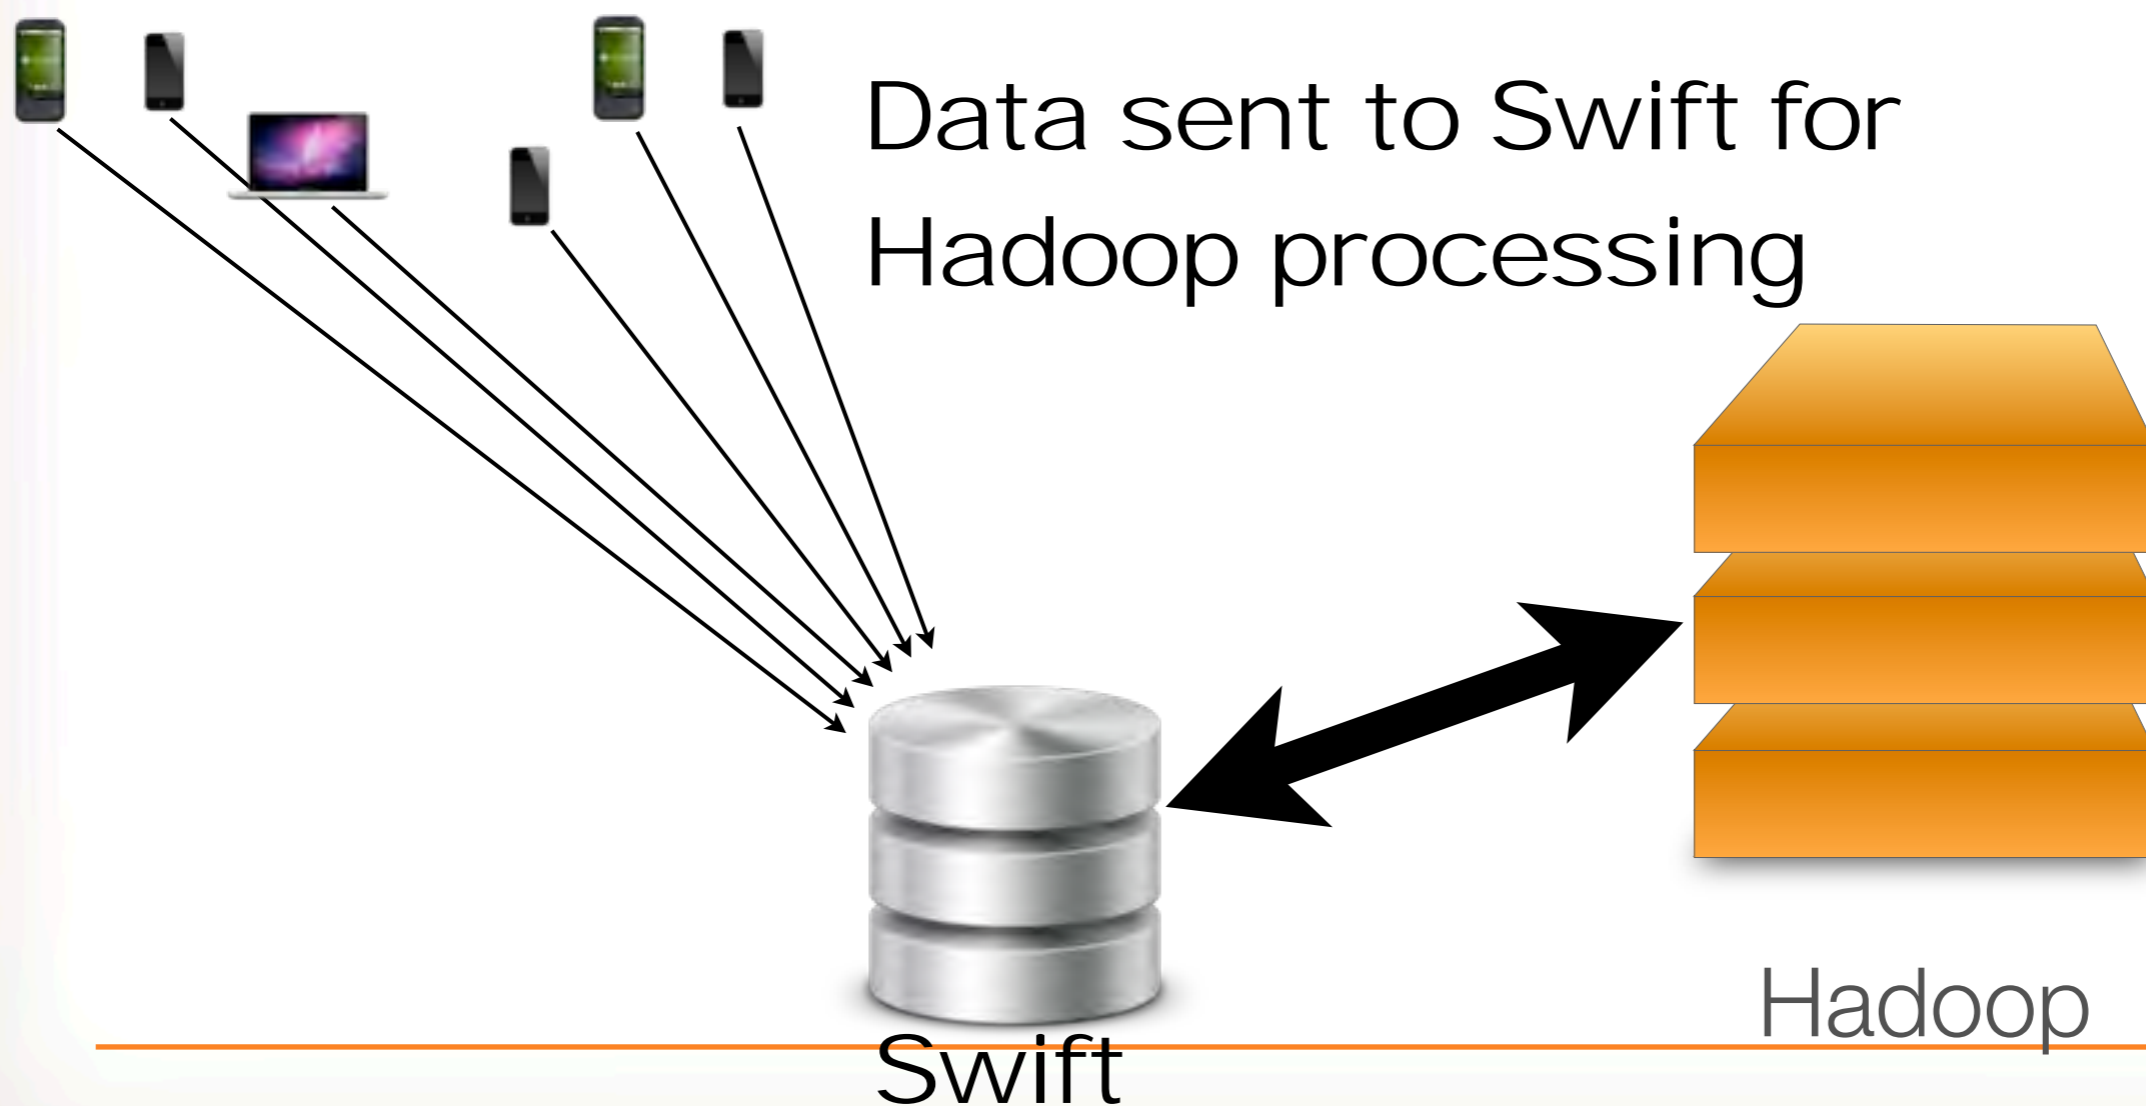 Data sent to Swift for
Hadoop processing
Hadoop
Swift